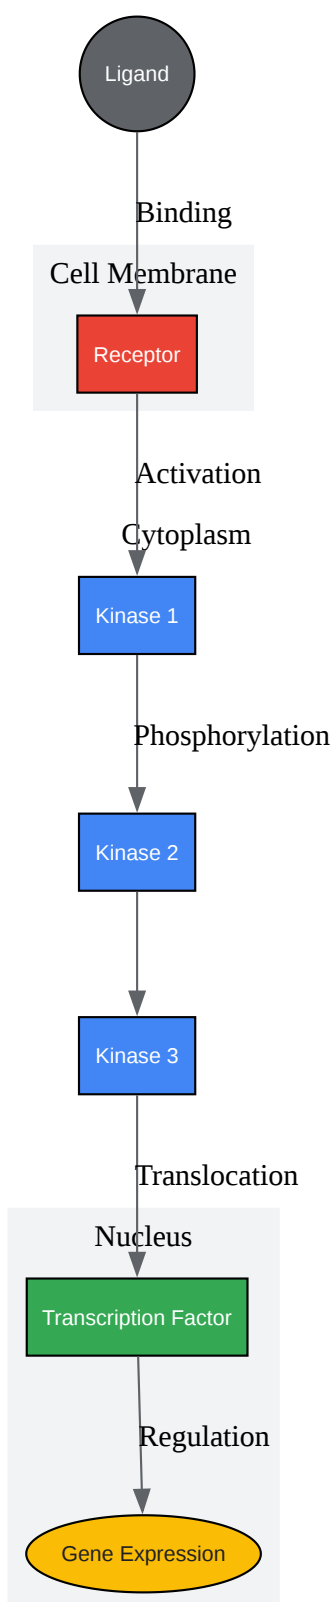 Ligand
Binding
Cell Membrane
Receptor
Activation
Cytoplasm
Kinase 1
Phosphorylation
Kinase 2
Kinase 3
Translocation
Nucleus
Transcription Factor
Regulation
Gene Expression